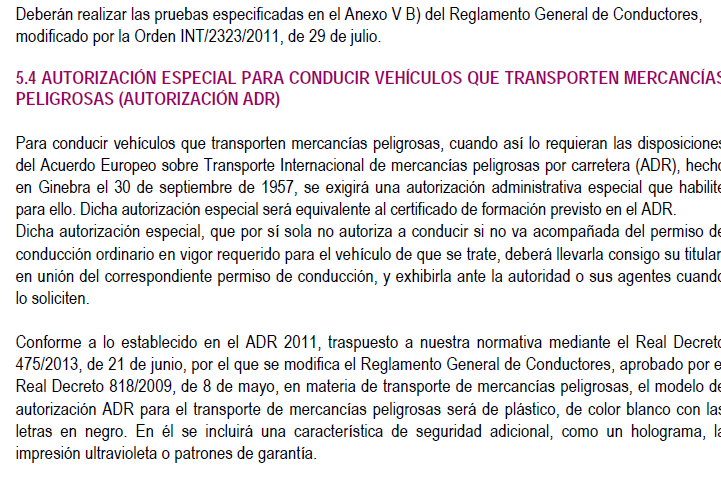 Deberán realizar las pruebas especificadas en el Anexo V B) del Reglamento General de Conductores,
modificado por la Orden INT/2323/2011, de 29 de julio.
5.4 AUTORIZACIÓN ESPECIAL PARA CONDUCIR VEHÍCULOS QUE TRANSPORTEN MERCANCÍAS
PELIGROSAS (AUTORIZACIÓN ADR)
Para conducir vehículos que transporten mercancías peligrosas, cuando así lo requieran las disposiciones
del Acuerdo Europeo sobre Transporte Internacional de mercancías peligrosas por carretera (ADR), hecho
en Ginebra el 30 de septiembre de 1957, se exigirá una autorización administrativa especial que habilite
para ello. Dicha autorización especial será equivalente al certificado de formación previsto en el ADR.
Dicha autorización especial, que por sí sola no autoriza a conducir si no va acompañada del permiso de
conducción ordinario en vigor requerido para el vehículo de que se trate, deberá llevarla consigo su titular
en unión del correspondiente permiso de conducción, y exhibirla ante la autoridad o sus agentes cuando
lo soliciten.
Conforme a lo establecido en el ADR 2011, traspuesto a nuestra normativa mediante el Real Decreto
475/2013, de 21 de junio, por el que se modifica el Reglamento General de Conductores, aprobado por e
Real Decreto 818/2009, de 8 de mayo, en materia de transporte de mercancías peligrosas, el modelo de
autorización ADR para el transporte de mercancías peligrosas será de plástico, de color blanco con las
letras en negro. En él se incluirá una característica de seguridad adicional, como un holograma, la
impresión ultravioleta o patrones de garantía.